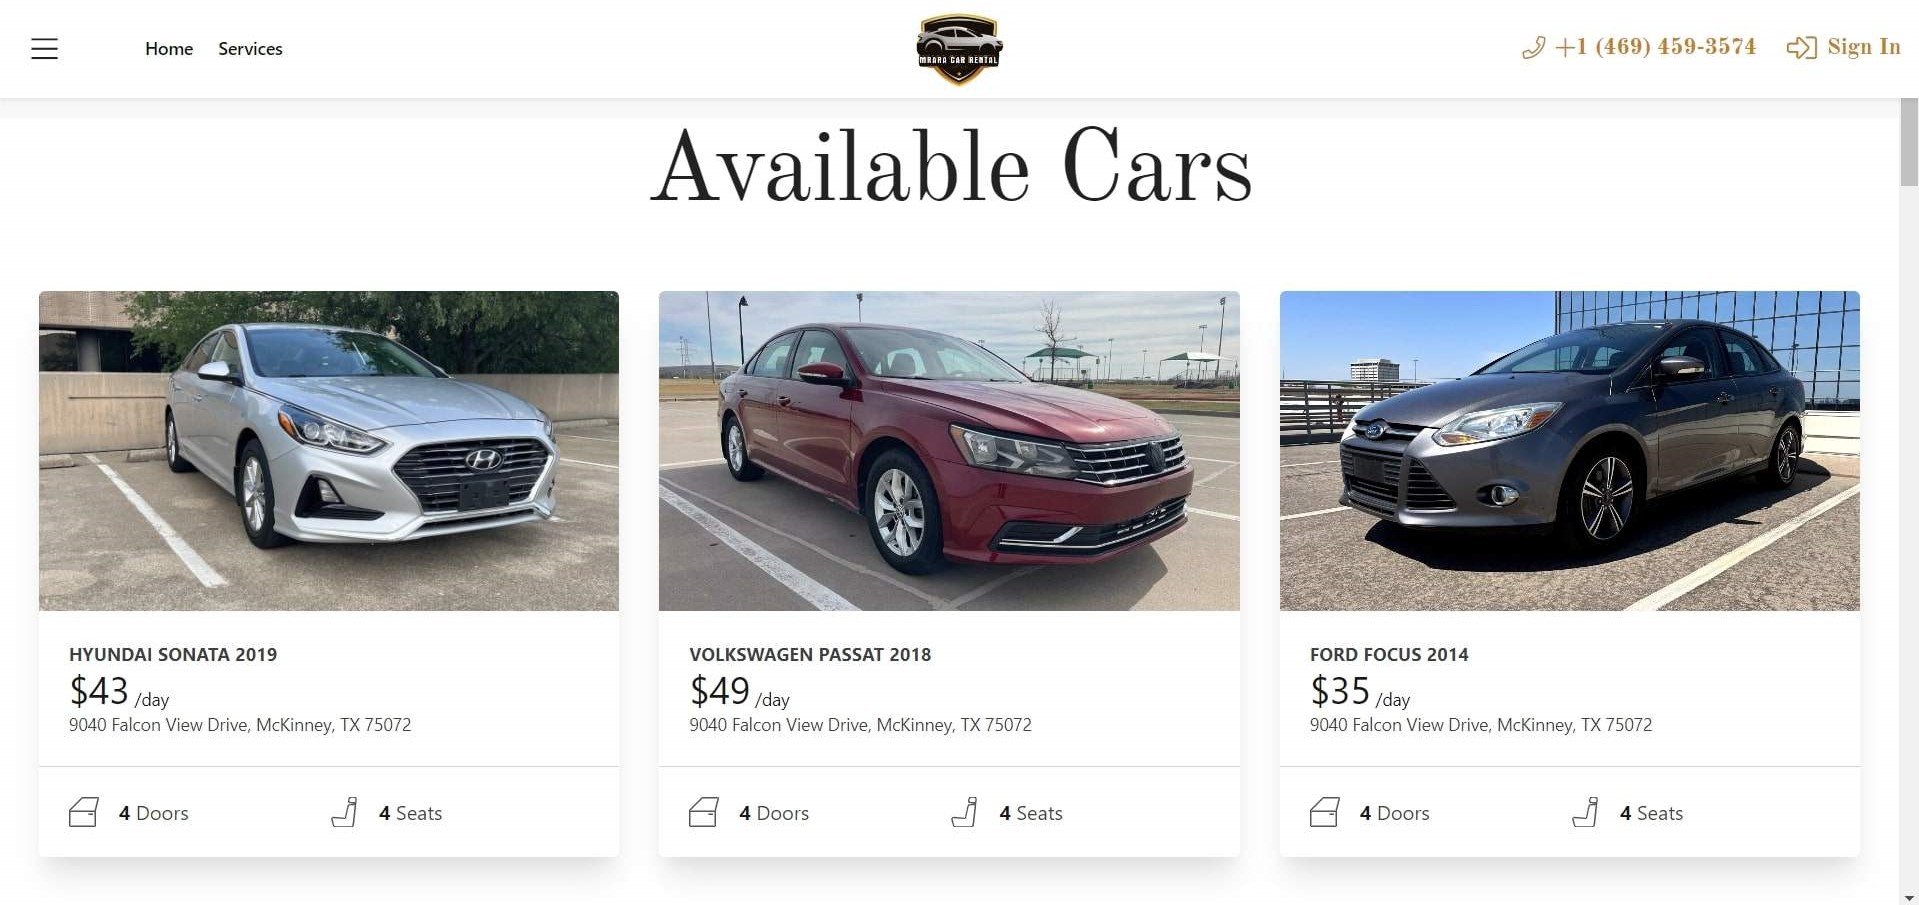 Home Services
MRARA CAR RENTAL
+1 (469) 459-3574 Sign In
Available Cars
HYUNDAI SONATA 2019
$43 /day
9040 Falcon View Drive, McKinney, TX 75072
4 Doors 4 Seats
VOLKSWAGEN PASSAT 2018
$49 /day
9040 Falcon View Drive, McKinney, TX 75072
4 Doors 4 Seats
FORD FOCUS 2014
$35 /day
9040 Falcon View Drive, McKinney, TX 75072
4 Doors 4 Seats